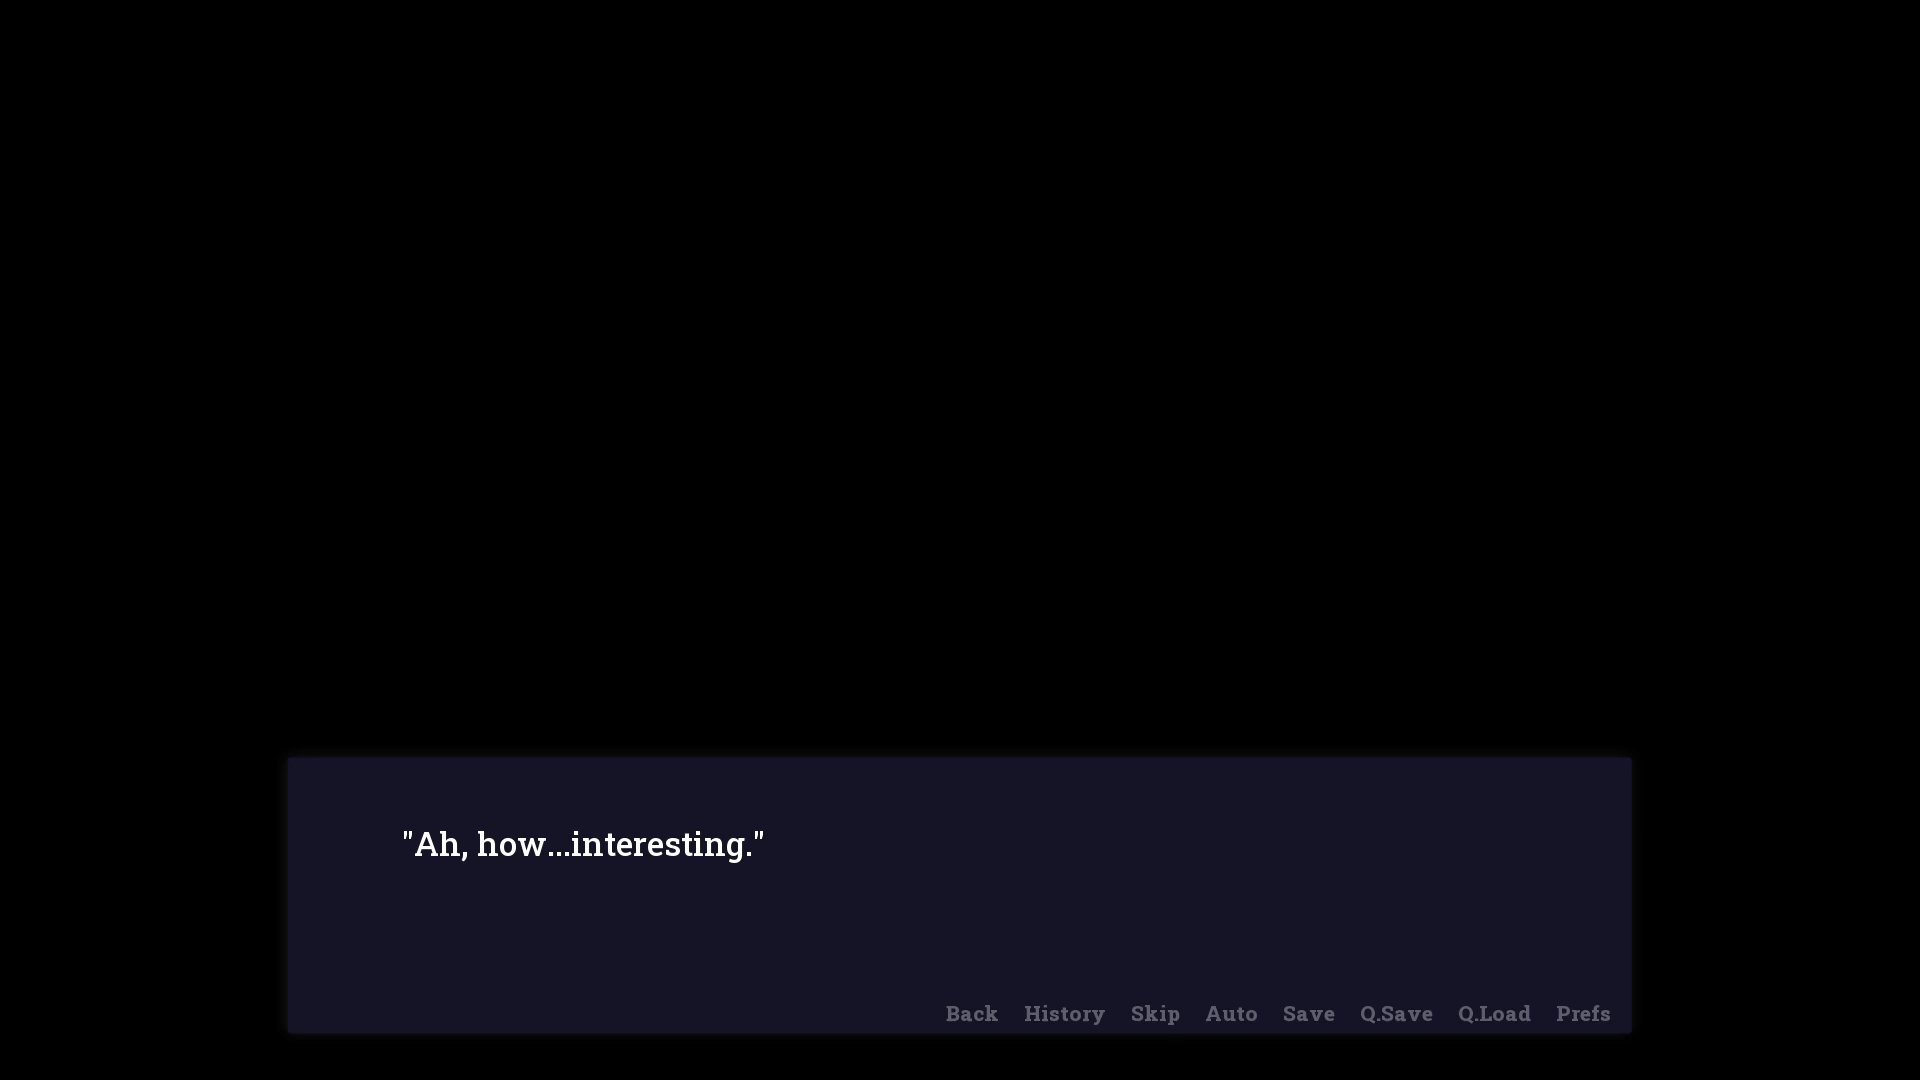 "Ah, how...interesting."
Back History Skip Auto Save Q.Save Q.Load Prefs